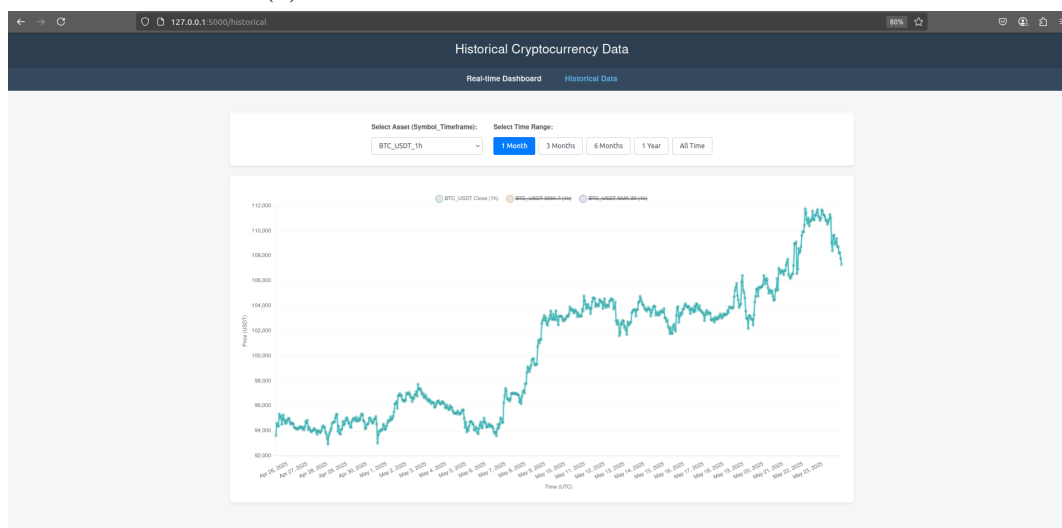 127.0.0.1:5000/historical
80%
Historical Cryptocurrency Data
Real-time Dashboard Historical Data
Select Asset (Symbol_Timeframe): Select Time Range:
BTC_USDT_1h 1 Month 3 Months 6 Months 1 Year All Time
BTC_USDT Close (1h) BTC_USDT SMA 7 (1h) BTC_USDT SMA 30 (1h)
112,000
110,000
108,000
106,000
104,000
102,000
100,000
98,000
96,000
94,000
92,000
Price (USDT)
Apr 26, 2025 Apr 27, 2025 Apr 28, 2025 Apr 29, 2025 Apr 30, 2025 May 1, 2025 May 2, 2025 May 3, 2025 May 4, 2025 May 5, 2025 May 6, 2025 May 7, 2025 May 8, 2025 May 9, 2025 May 10, 2025 May 11, 2025 May 12, 2025 May 13, 2025 May 14, 2025 May 15, 2025 May 16, 2025 May 17, 2025 May 18, 2025 May 19, 2025 May 20, 2025 May 21, 2025 May 22, 2025 May 23, 2025
Time (UTC)